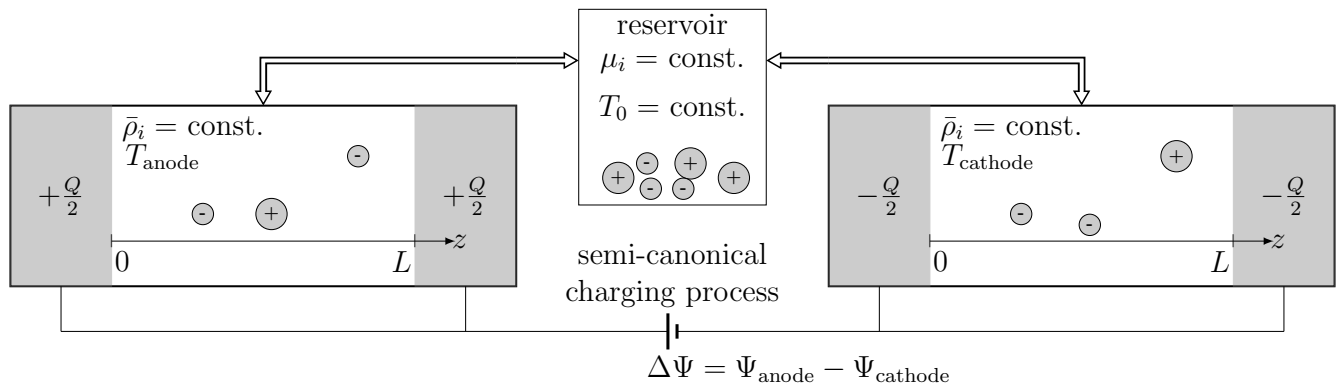 reservoir
μ_i = const.
T_0 = const.
+ - + - - +
ρ̄_i = const.
T_anode
+Q/2
+Q/2
-
- +
z
0 L
ρ̄_i = const.
T_cathode
−Q/2
−Q/2
+
- -
z
0 L
semi-canonical
charging process
ΔΨ = Ψ_anode − Ψ_cathode